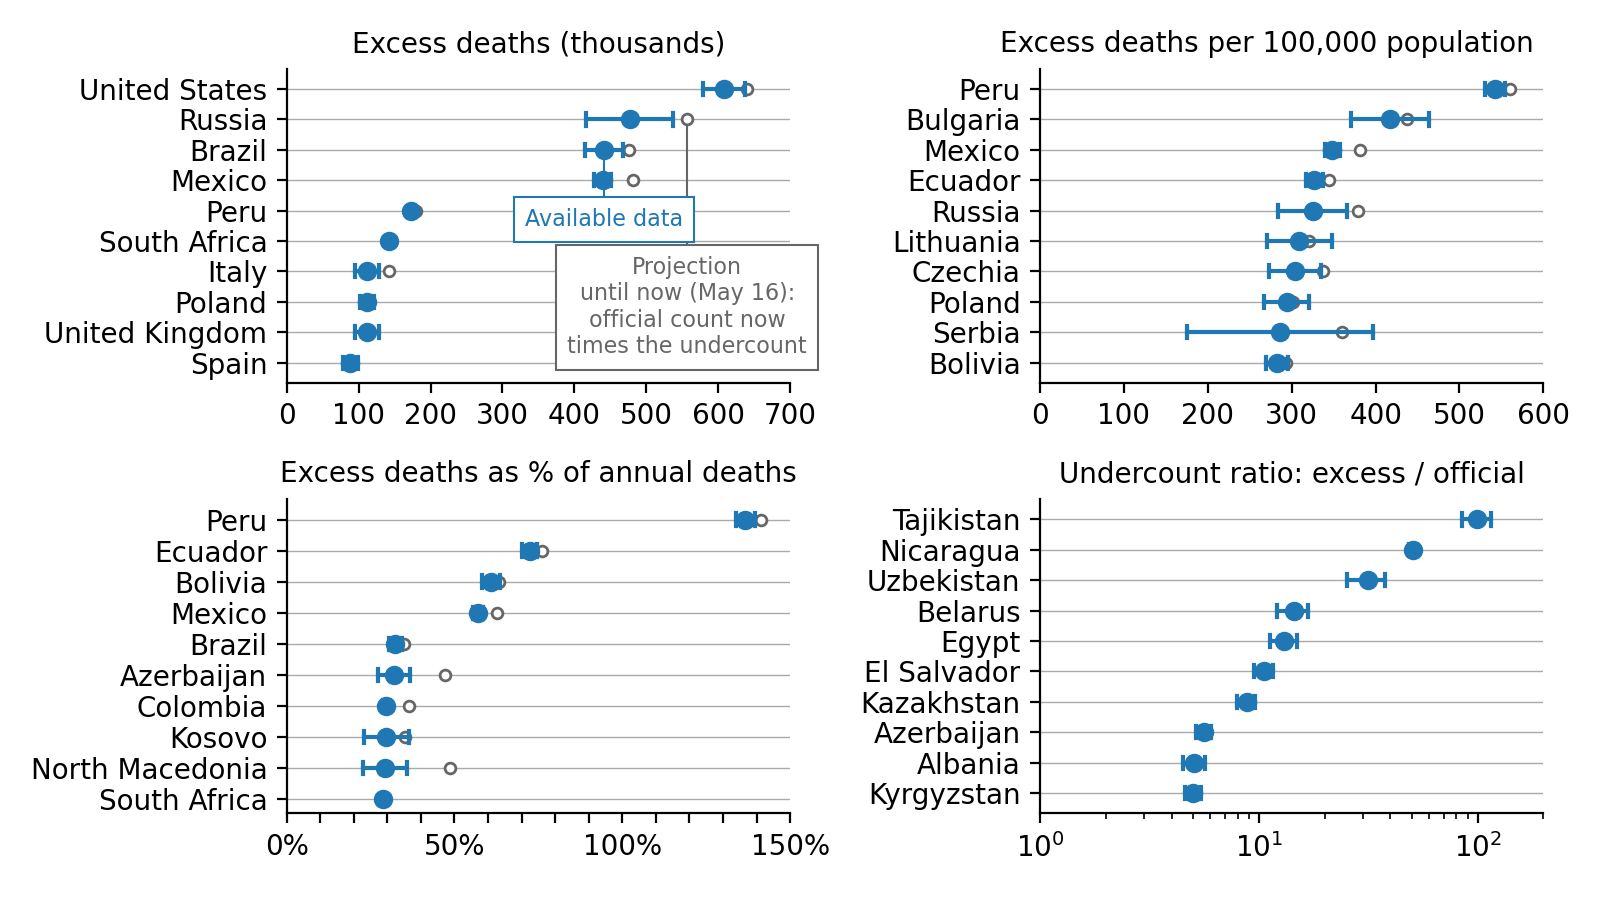 Excess deaths (thousands)
United States
Russia
Brazil
Mexico
Peru
South Africa
Italy
Poland
United Kingdom
Spain
Available data
Projection
until now (May 16):
official count now
times the undercount
0 100 200 300 400 500 600 700
Excess deaths per 100,000 population
Peru
Bulgaria
Mexico
Ecuador
Russia
Lithuania
Czechia
Poland
Serbia
Bolivia
0 100 200 300 400 500 600
Excess deaths as % of annual deaths
Peru
Ecuador
Bolivia
Mexico
Brazil
Azerbaijan
Colombia
Kosovo
North Macedonia
South Africa
0% 50% 100% 150%
Undercount ratio: excess / official
Tajikistan
Nicaragua
Uzbekistan
Belarus
Egypt
El Salvador
Kazakhstan
Azerbaijan
Albania
Kyrgyzstan
10⁰ 10¹ 10²